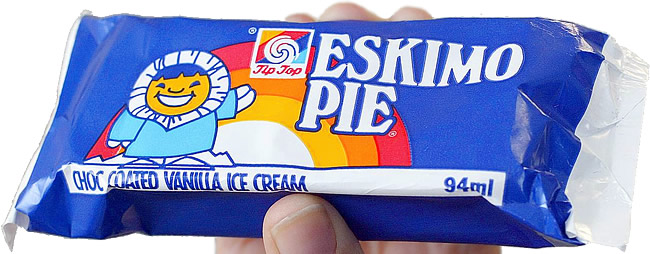 Tip Top
ESKIMO
PIE
CHOC COATED VANILLA ICE CREAM 94ml